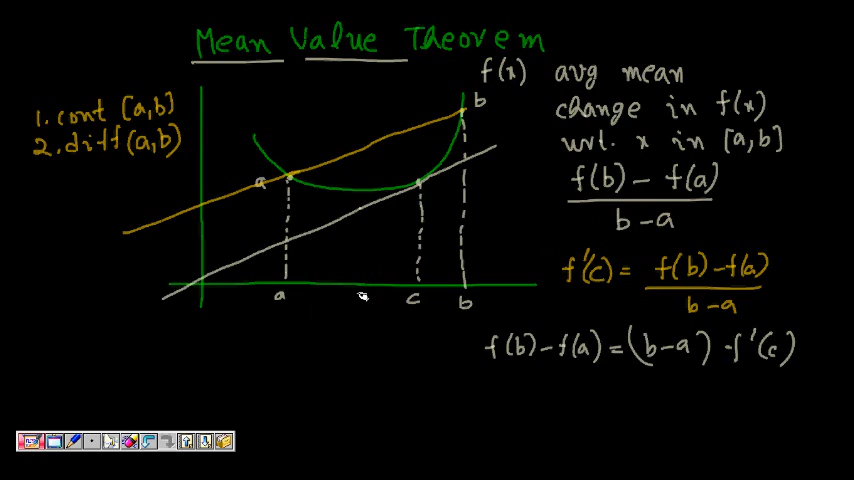 Mean Value Theorem
1. cont [a,b]
2. diff (a,b)
f(x)
b
a
a
c
b
avg mean
change in f(x)
wrt. x in [a,b]
f(b) - f(a)
b - a
f'(c) = f(b) - f(a)
b - a
f(b) - f(a) = (b - a) · f'(c)